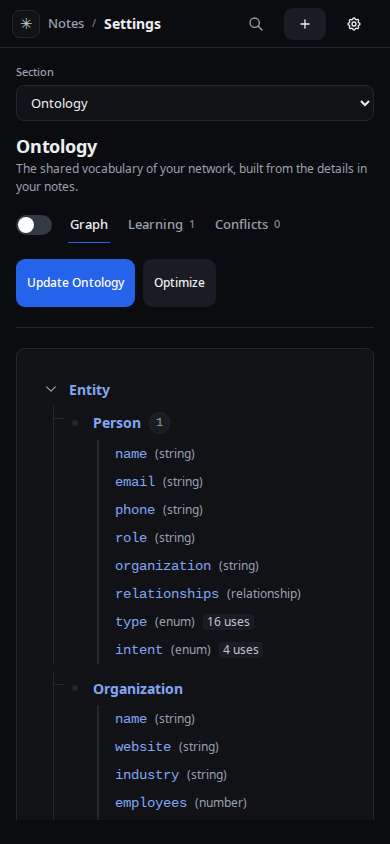 Notes / Settings
Section
Ontology
Ontology
The shared vocabulary of your network, built from the details in
your notes.
Graph Learning 1 Conflicts 0
Update Ontology Optimize
Entity
Person 1
name (string)
email (string)
phone (string)
role (string)
organization (string)
relationships (relationship)
type (enum) 16 uses
intent (enum) 4 uses
Organization
name (string)
website (string)
industry (string)
employees (number)